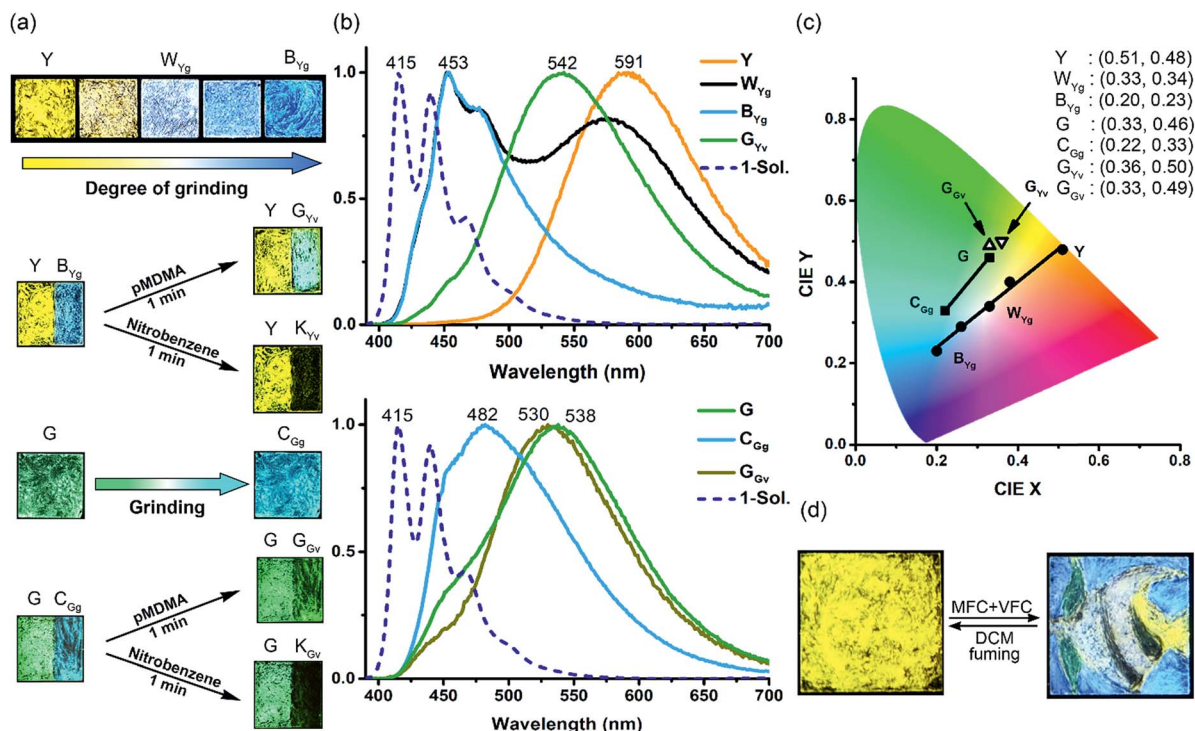 (a)
Y W_Yg B_Yg
Degree of grinding
Y G_Yv
Y B_Yg
pMDMA
1 min
Nitrobenzene
1 min
Y K_Yv
G C_Gg
Grinding
G G_Gv
G C_Gg
pMDMA
1 min
Nitrobenzene
1 min
G K_Gv
(b)
415 453 542 591
Y
W_Yg
B_Yg
G_Yv
1-Sol.
1.0
0.5
0.0
400 450 500 550 600 650 700
Wavelength (nm)
415 482 530 538
G
C_Gg
G_Gv
1-Sol.
1.0
0.5
0.0
400 450 500 550 600 650 700
Wavelength (nm)
(c)
Y : (0.51, 0.48)
W_Yg : (0.33, 0.34)
B_Yg : (0.20, 0.23)
G : (0.33, 0.46)
C_Gg : (0.22, 0.33)
G_Yv : (0.36, 0.50)
G_Gv : (0.33, 0.49)
0.8
0.6
0.4
0.2
0.0
CIE Y
G_Gv G_Yv
G Y
C_Gg
W_Yg
B_Yg
0.0 0.2 0.4 0.6 0.8
CIE X
(d)
MFC+VFC
DCM
fuming